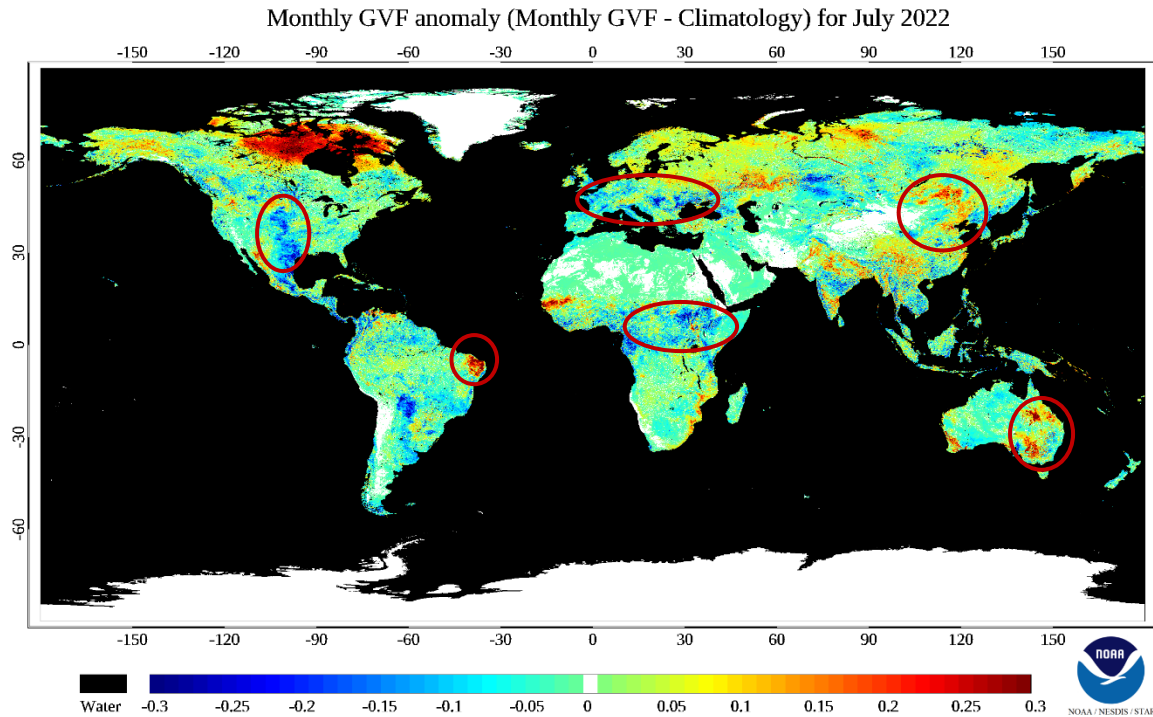 Monthly GVF anomaly (Monthly GVF - Climatology) for July 2022
-150 -120 -90 -60 -30 0 30 60 90 120 150
60
30
0
-30
-60
-150 -120 -90 -60 -30 0 30 60 90 120 150
Water -0.3 -0.25 -0.2 -0.15 -0.1 -0.05 0 0.05 0.1 0.15 0.2 0.25 0.3
NOAA
NOAA / NESDIS / STAR